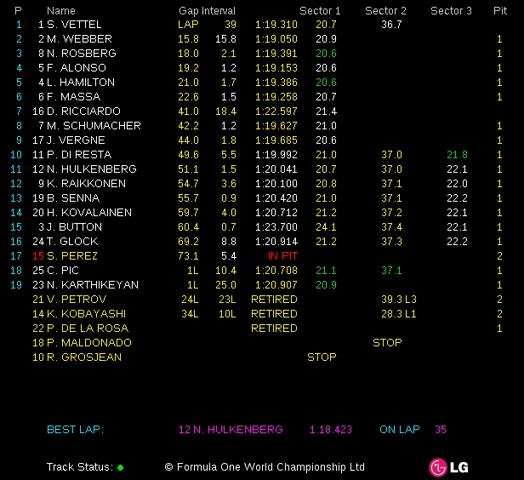 P Name Gap Interval Sector 1 Sector 2 Sector 3 Pit
1 1 S. VETTEL LAP 39 1:19.310 20.7 36.7
2 2 M. WEBBER 15.8 15.8 1:19.050 20.9 1
3 8 N. ROSBERG 18.0 2.1 1:19.391 20.6 1
4 5 F. ALONSO 19.2 1.2 1:19.153 20.6 1
5 4 L. HAMILTON 21.0 1.7 1:19.386 20.6 1
6 6 F. MASSA 22.6 1.5 1:19.258 20.7 1
7 16 D. RICCIARDO 41.0 18.4 1:22.597 21.4
8 7 M. SCHUMACHER 42.2 1.2 1:19.627 21.0 1
9 17 J. VERGNE 44.0 1.8 1:19.685 20.6 1
10 11 P. DI RESTA 49.6 5.5 1:19.992 21.0 37.0 21.8 1
11 12 N. HULKENBERG 51.1 1.5 1:20.041 20.7 37.0 22.1 1
12 9 K. RAIKKONEN 54.7 3.6 1:20.100 20.8 37.1 22.0 1
13 19 B. SENNA 55.7 0.9 1:20.420 21.0 37.1 22.2 1
14 20 H. KOVALAINEN 59.7 4.0 1:20.712 21.2 37.2 22.1 1
15 3 J. BUTTON 60.4 0.7 1:23.700 24.1 37.4 22.2 1
16 24 T. GLOCK 69.2 8.8 1:20.914 21.2 37.3 22.2 1
17 15 S. PEREZ 73.1 5.4 IN PIT 2
18 25 C. PIC 1L 10.4 1:20.708 21.1 37.1 1
19 23 N. KARTHIKEYAN 1L 25.0 1:20.907 20.9 1
21 V. PETROV 24L 23L RETIRED 39.3 L3 2
14 K. KOBAYASHI 34L 10L RETIRED 28.3 L1 2
22 P. DE LA ROSA RETIRED 1
18 P. MALDONADO STOP
10 R. GROSJEAN STOP
BEST LAP: 12 N. HULKENBERG 1:18.423 ON LAP 35
Track Status: © Formula One World Championship Ltd LG